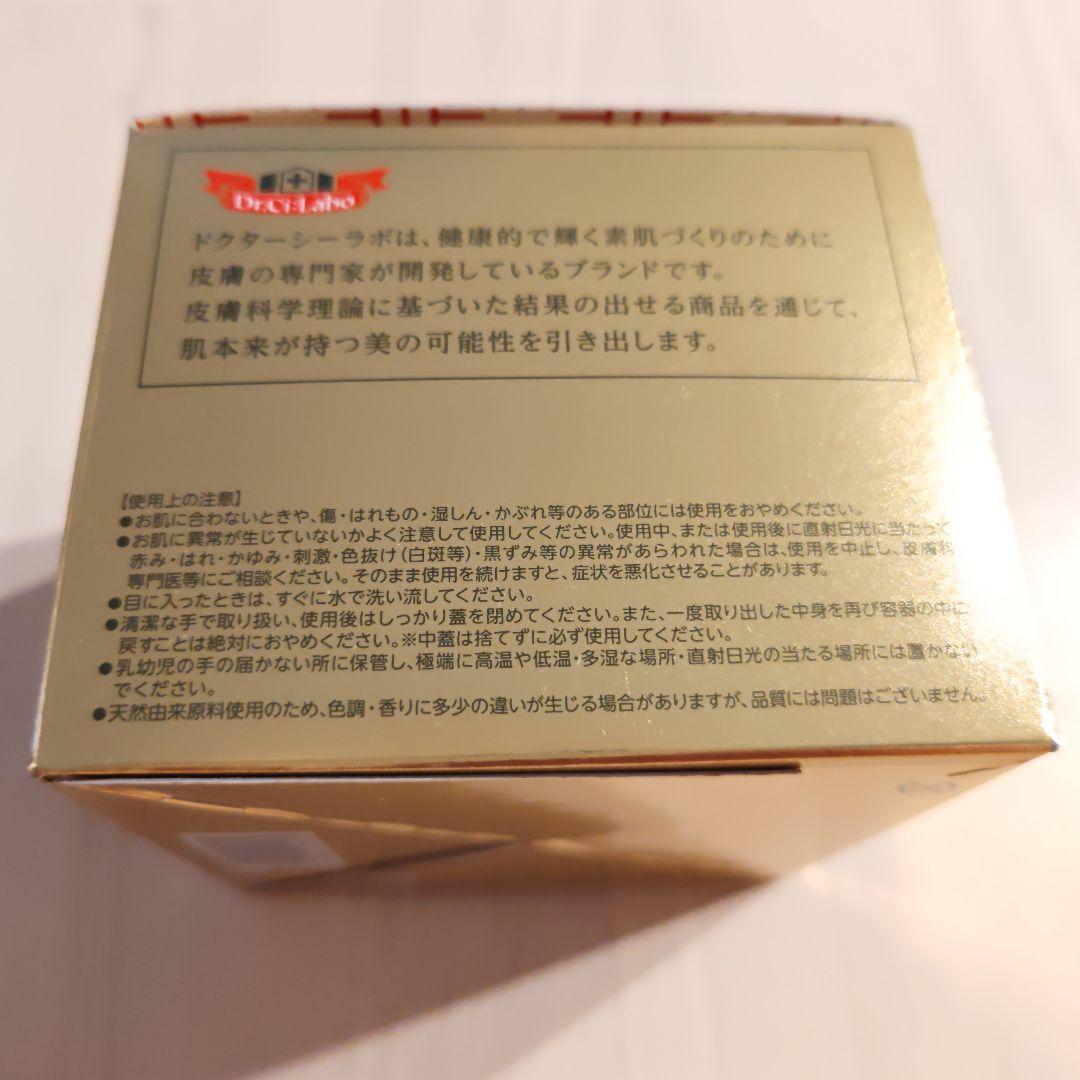 Dr.Ci:Labo
ドクターシーラボは、健康的で輝く素肌づくりのために
皮膚の専門家が開発しているブランドです。
皮膚科学理論に基づいた結果の出せる商品を通じて、
肌本来が持つ美の可能性を引き出します。
【使用上の注意】
●お肌に合わないときや、傷・はれもの・湿しん・かぶれ等のある部位には使用をおやめください。
●お肌に異常が生じていないかよく注意して使用してください。使用中、または使用後に直射日光に当たって
赤み・はれ・かゆみ・刺激・色抜け(白斑等)・黒ずみ等の異常があらわれた場合は、使用を中止し、皮膚科
専門医等にご相談ください。そのまま使用を続けますと、症状を悪化させることがあります。
●目に入ったときは、すぐに水で洗い流してください。
●清潔な手で取り扱い、使用後はしっかり蓋を閉めてください。また、一度取り出した中身を再び容器の中に
戻すことは絶対におやめください。※中蓋は捨てずに必ず使用してください。
●乳幼児の手の届かない所に保管し、極端に高温や低温・多湿な場所・直射日光の当たる場所には置かない
でください。
●天然由来原料使用のため、色調・香りに多少の違いが生じる場合がありますが、品質には問題はございません。